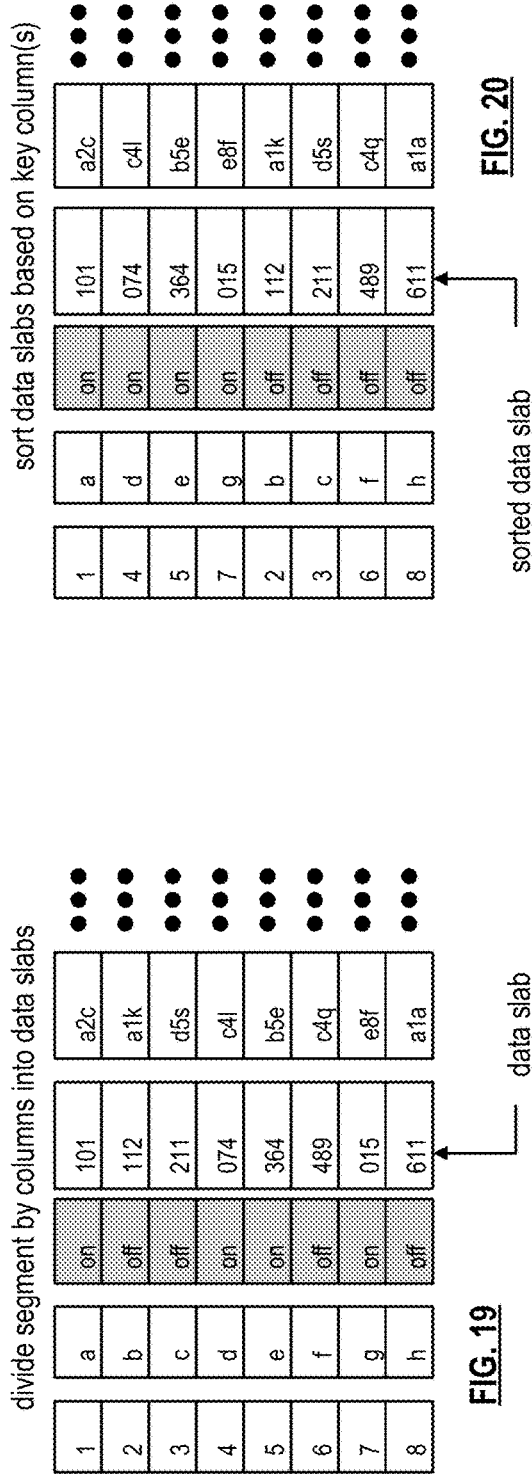 divide segment by columns into data slabs
1 a on 101 a2c
2 b off 112 a1k
3 c off 211 d5s
4 d on 074 c4l
5 e on 364 b5e
6 f off 489 c4q
7 g on 015 e8f
8 h off 611 a1a
data slab
FIG. 19
sort data slabs based on key column(s)
1 a on 101 a2c
4 d on 074 c4l
5 e on 364 b5e
7 g on 015 e8f
2 b off 112 a1k
3 c off 211 d5s
6 f off 489 c4q
8 h off 611 a1a
sorted data slab
FIG. 20